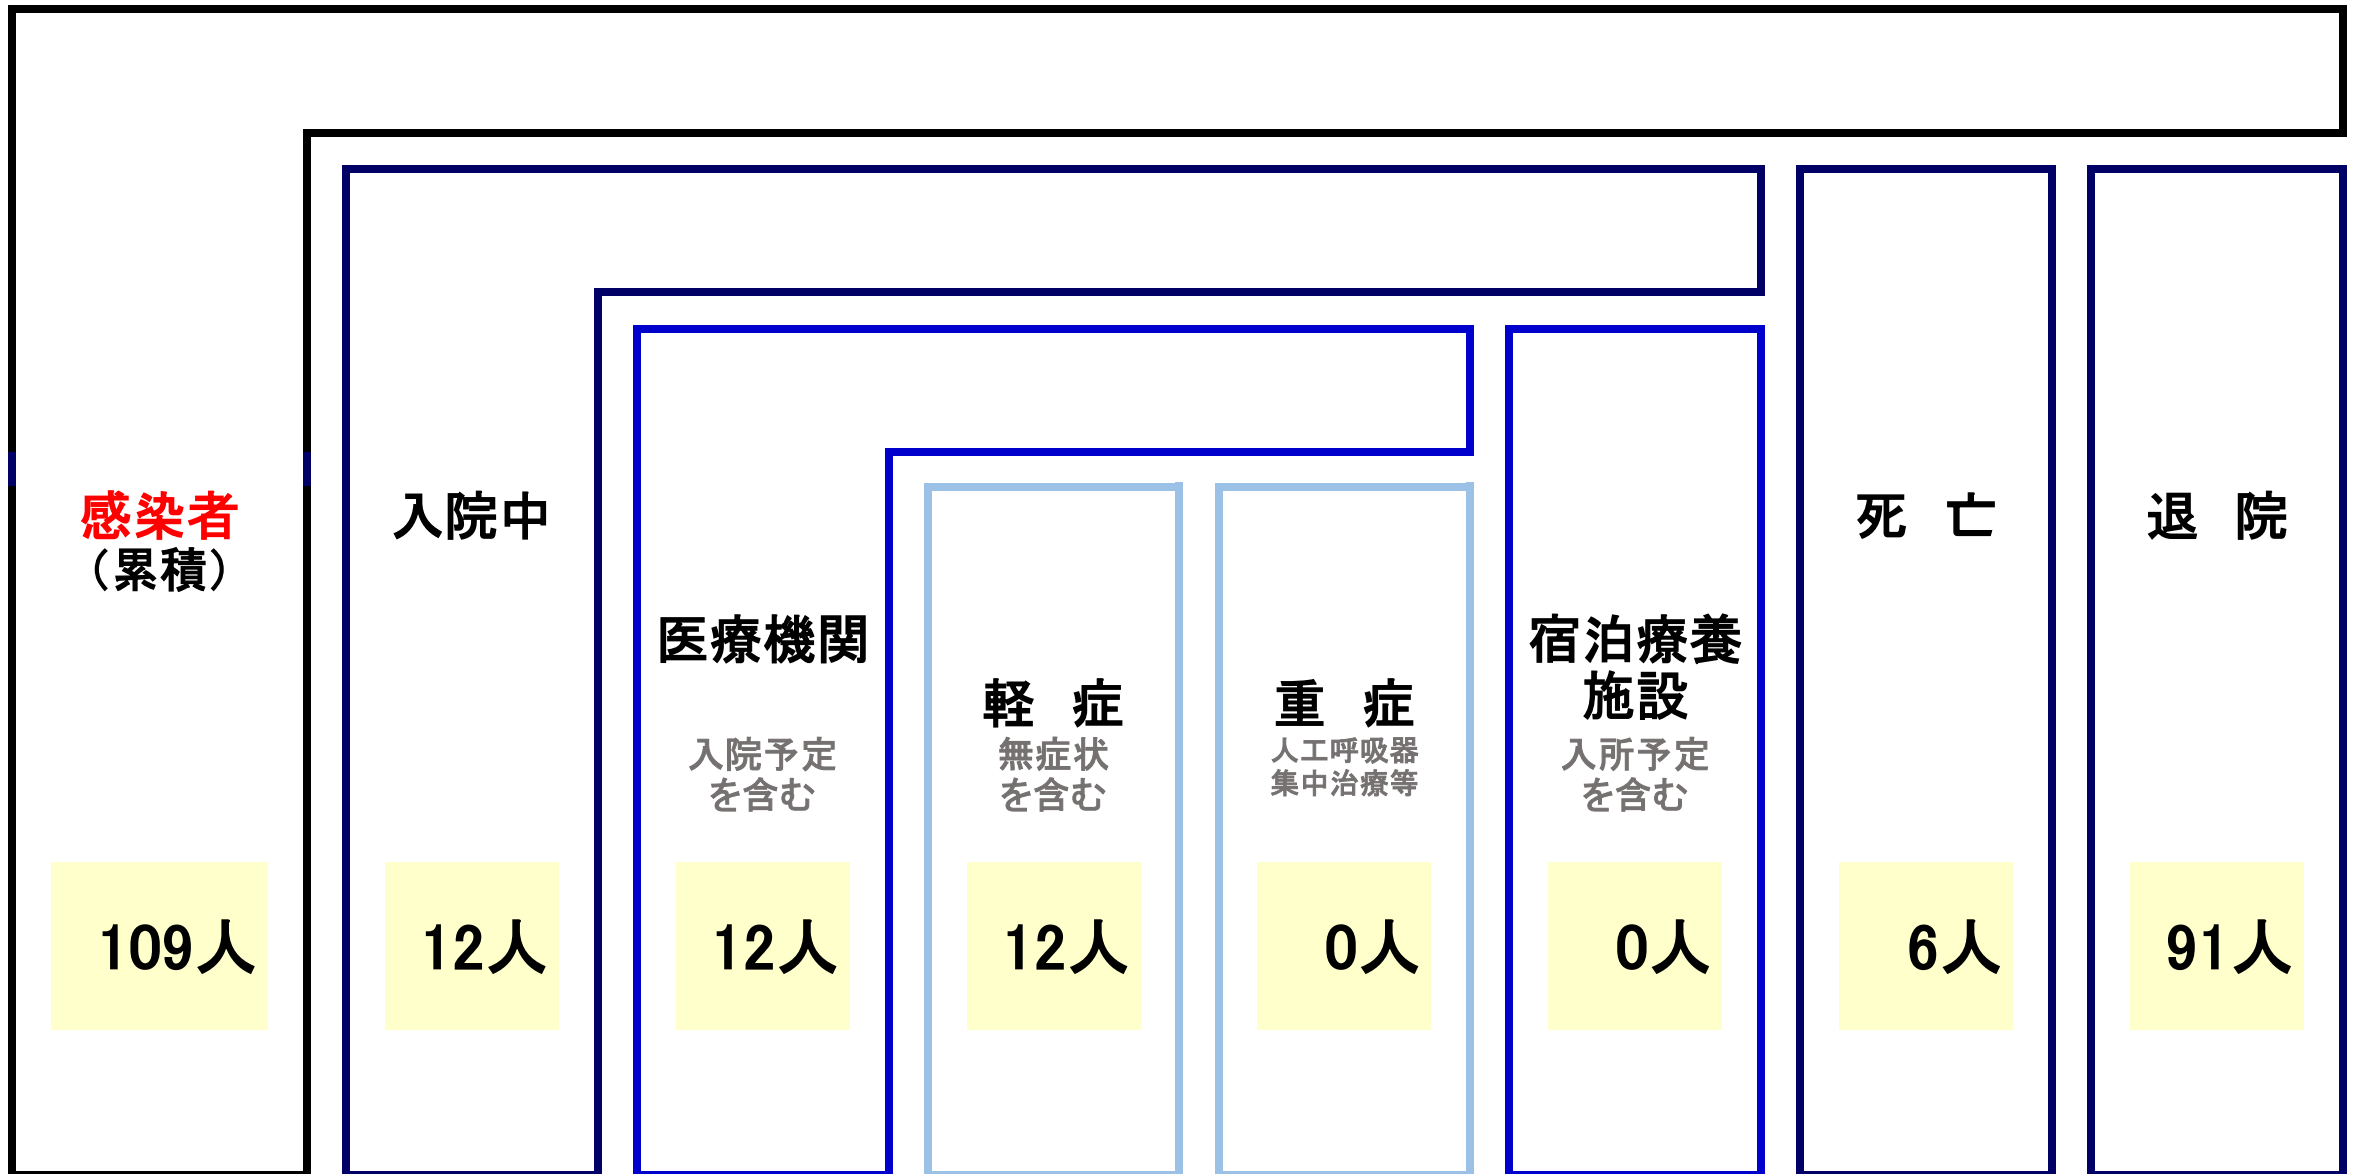 感染者
（累積）
109人
入院中
12人
医療機関
入院予定
を含む
12人
軽　症
無症状
を含む
12人
重　症
人工呼吸器
集中治療等
0人
宿泊療養
施設
入所予定
を含む
0人
死　亡
6人
退　院
91人